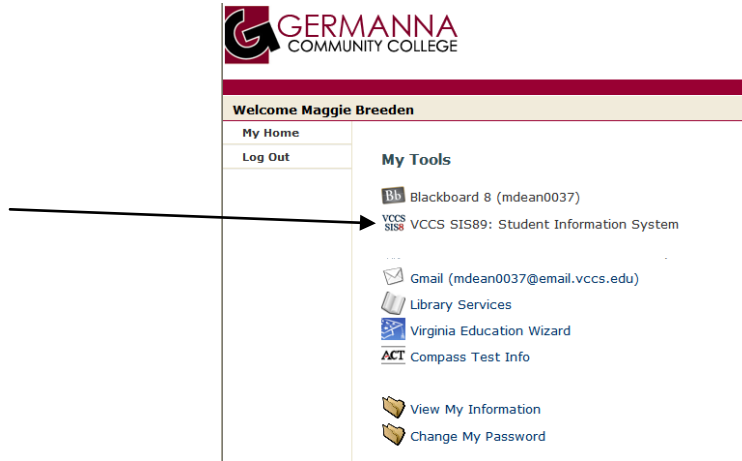 GERMANNA
COMMUNITY COLLEGE
Welcome Maggie Breeden
My Home
Log Out
My Tools
Bb Blackboard 8 (mdean0037)
VCCS SIS8 VCCS SIS89: Student Information System
Gmail (mdean0037@email.vccs.edu)
Library Services
Virginia Education Wizard
ACT Compass Test Info
View My Information
Change My Password